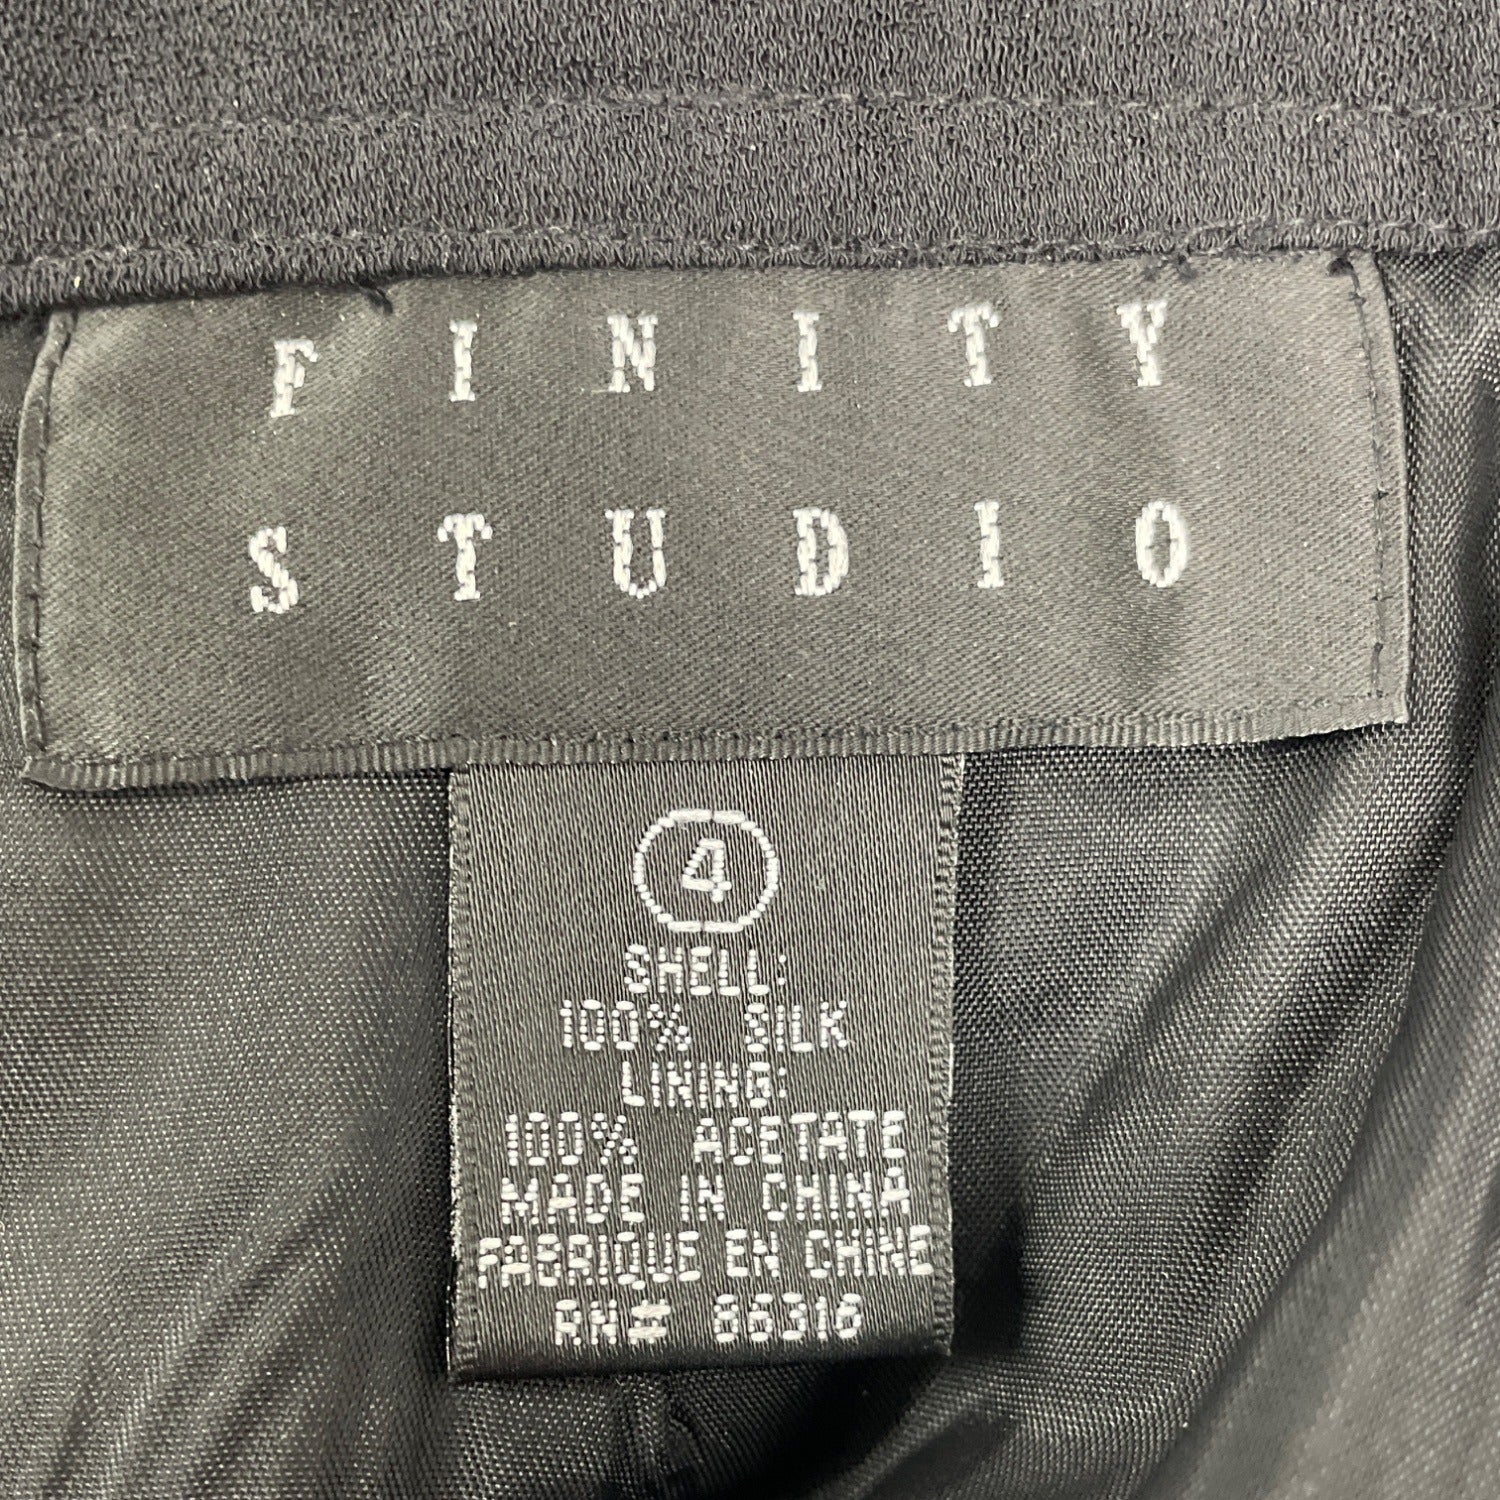 FINITY
STUDIO
4
SHELL:
100% SILK
LINING:
100% ACETATE
MADE IN CHINA
FABRIQUE EN CHINE
RN# 86316